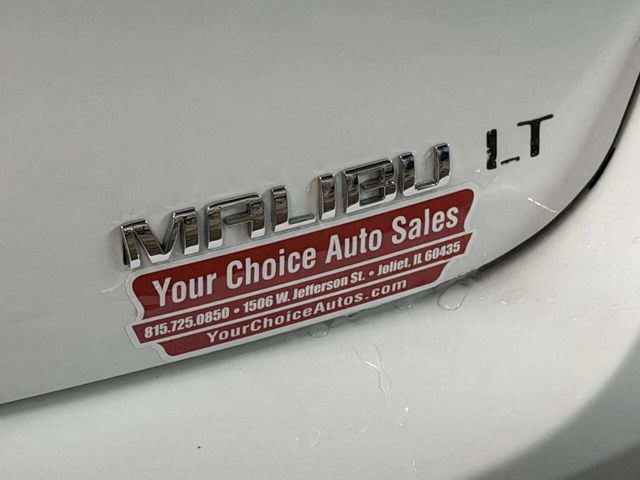 MALIBU LT
Your Choice Auto Sales
815.725.0850 • 1506 W. Jefferson St. • Joliet, IL 60435
YourChoiceAutos.com